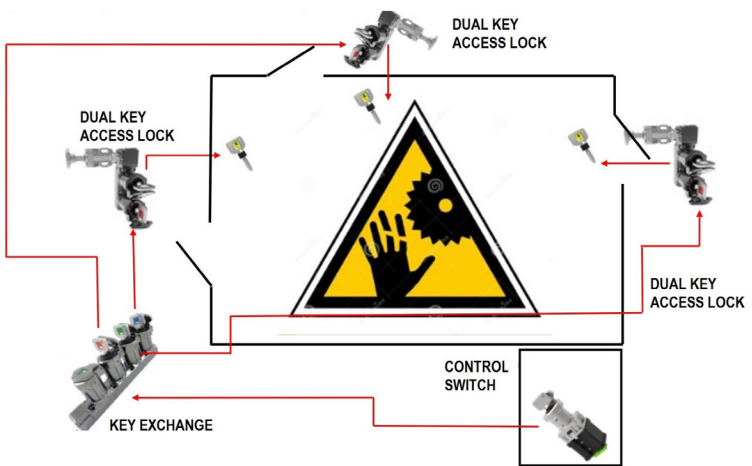 DUAL KEY
ACCESS LOCK
DUAL KEY
ACCESS LOCK
DUAL KEY
ACCESS LOCK
CONTROL
SWITCH
KEY EXCHANGE